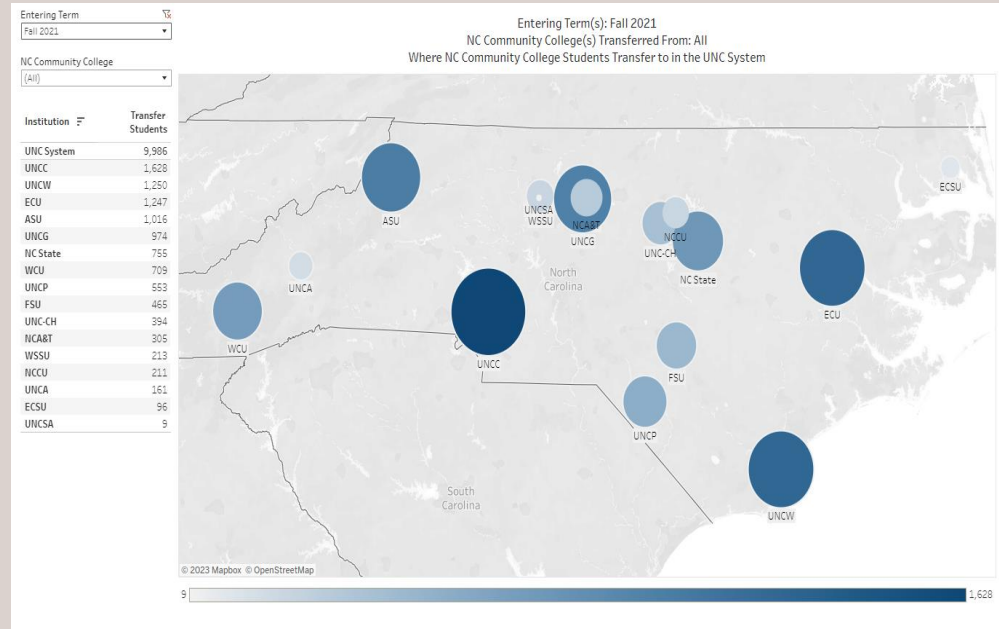 Entering Term
Fall 2021
NC Community College
(All)
Institution Transfer Students
UNC System 9,986
UNCC 1,628
UNCW 1,250
ECU 1,247
ASU 1,016
UNCG 974
NC State 755
WCU 709
UNCP 553
FSU 465
UNC-CH 394
NCA&T 305
WSSU 213
NCCU 211
UNCA 161
ECSU 96
UNCSA 9
Entering Term(s): Fall 2021
NC Community College(s) Transferred From: All
Where NC Community College Students Transfer to in the UNC System
ECSU
ASU
UNCSA
WSSU
NCA&T
UNCG
NCCU
UNC-CH
NC State
UNCA
North
Carolina
ECU
WCU
UNCC
FSU
UNCP
South
Carolina
UNCW
© 2023 Mapbox © OpenStreetMap
9 1,628